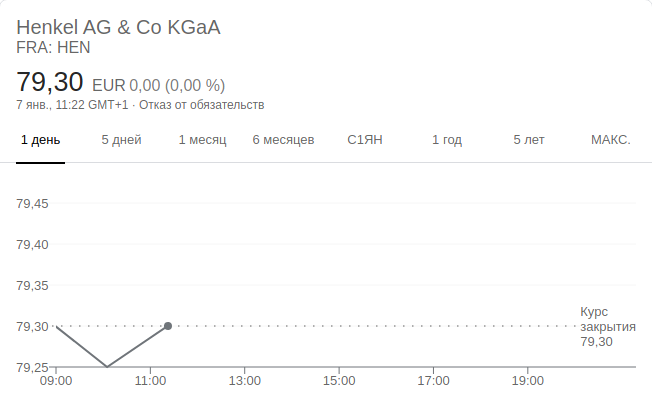 Henkel AG & Co KGaA
FRA: HEN
79,30 EUR 0,00 (0,00 %)
7 янв., 11:22 GMT+1 · Отказ от обязательств
1 день 5 дней 1 месяц 6 месяцев С1ЯН 1 год 5 лет МАКС.
79,45
79,40
79,35
Курс
79,30 закрытия
79,30
79,25
09:00 11:00 13:00 15:00 17:00 19:00